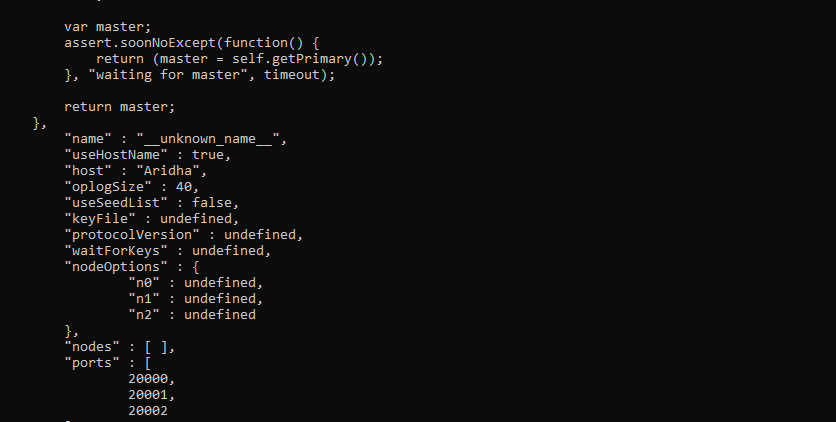 var master;
assert.soonNoExcept(function() {
return (master = self.getPrimary());
}, "waiting for master", timeout);
return master;
},
"name" : "__unknown_name__",
"useHostName" : true,
"host" : "Aridha",
"oplogSize" : 40,
"useSeedList" : false,
"keyFile" : undefined,
"protocolVersion" : undefined,
"waitForKeys" : undefined,
"nodeOptions" : {
"n0" : undefined,
"n1" : undefined,
"n2" : undefined
},
"nodes" : [ ],
"ports" : [
20000,
20001,
20002